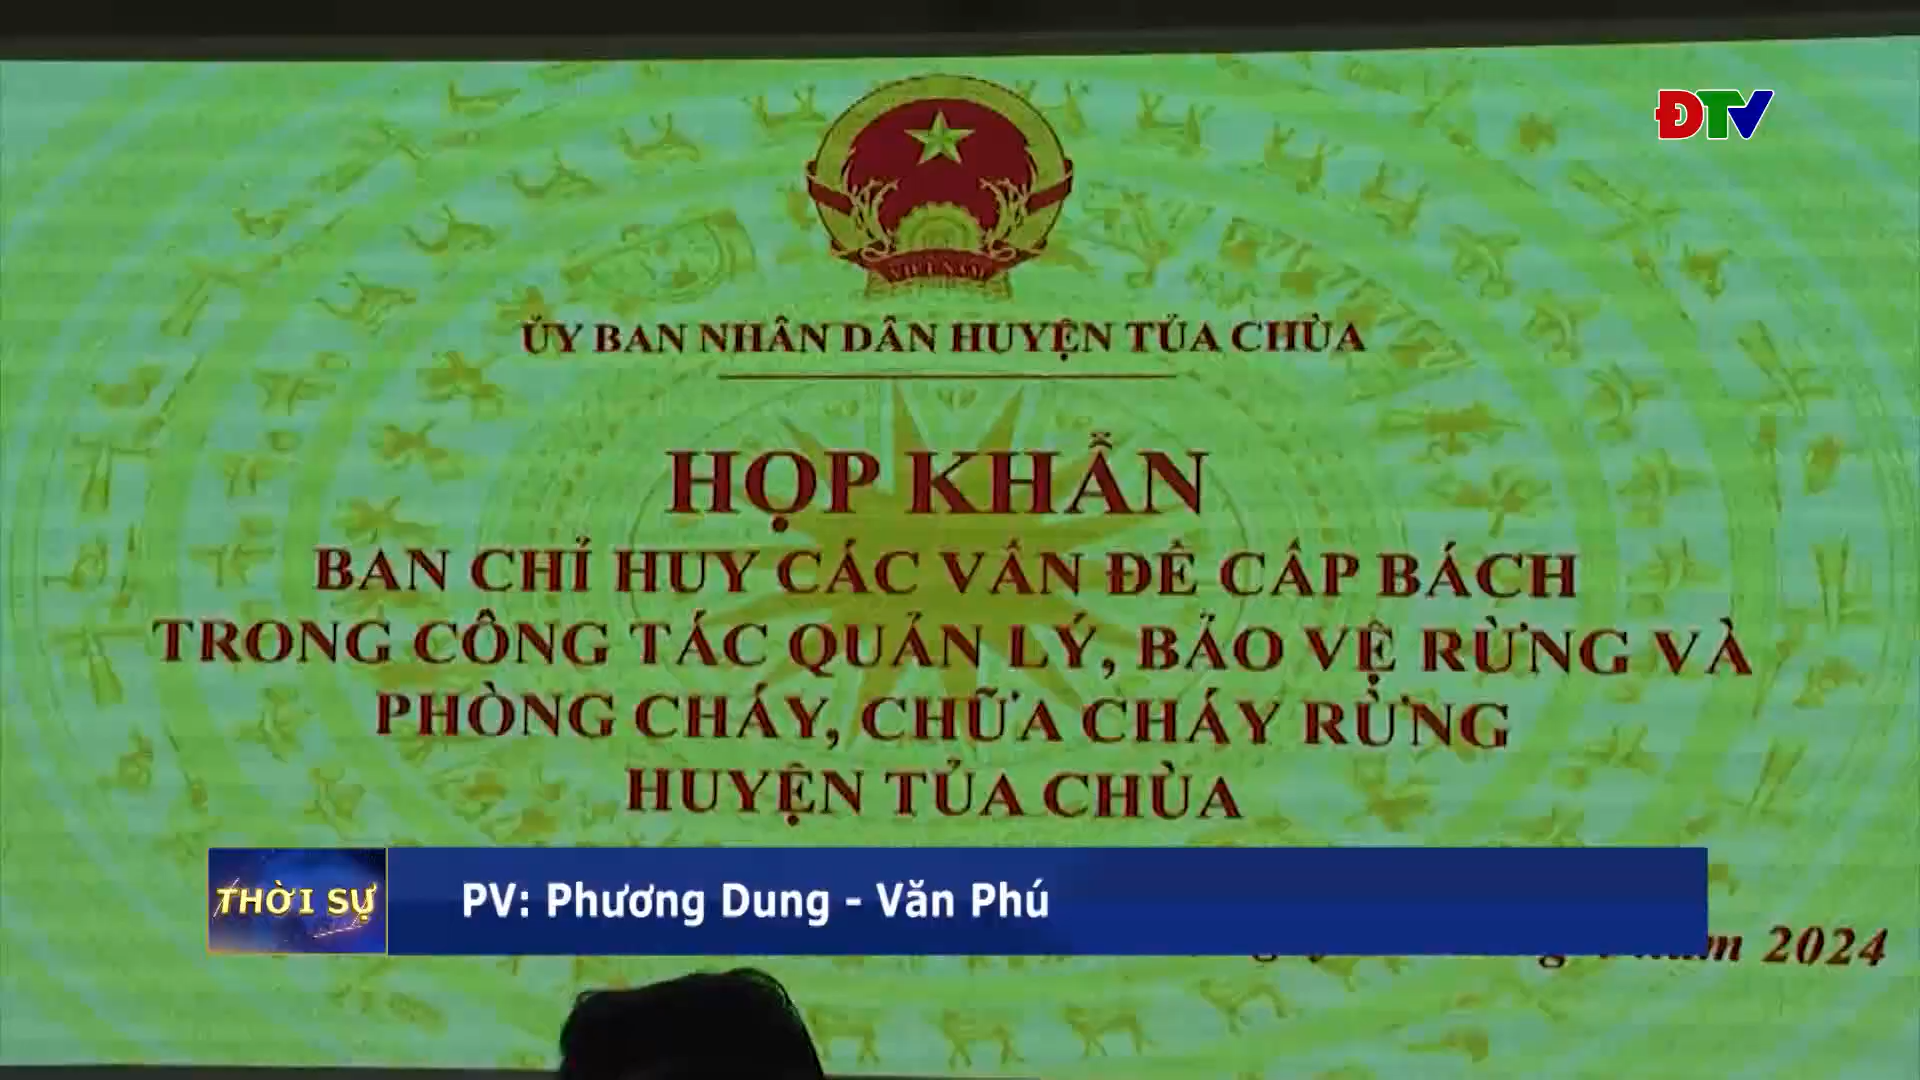 ĐTV
VIỆT NAM
ỦY BAN NHÂN DÂN HUYỆN TỦA CHÙA
HỌP KHẨN
BAN CHỈ HUY CÁC VẤN ĐỀ CẤP BÁCH
TRONG CÔNG TÁC QUẢN LÝ, BẢO VỆ RỪNG VÀ
PHÒNG CHÁY, CHỮA CHÁY RỪNG
HUYỆN TỦA CHÙA
THỜI SỰ
PV: Phương Dung - Văn Phú
năm 2024